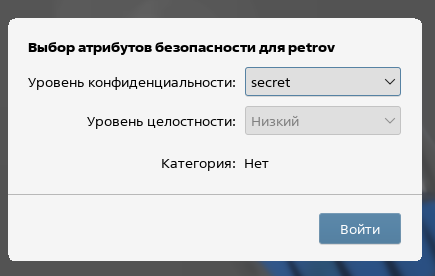 Выбор атрибутов безопасности для petrov
Уровень конфиденциальности: secret
Уровень целостности: Низкий
Категория: Нет
Войти